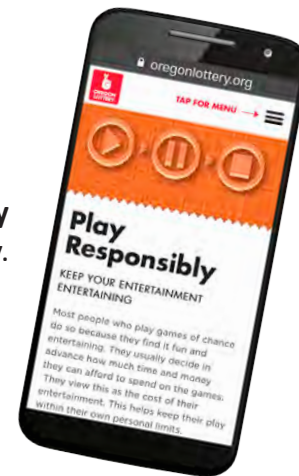 oregonlottery.org
OREGON
LOTTERY
TAP FOR MENU
Play
Responsibly
KEEP YOUR ENTERTAINMENT
ENTERTAINING
Most people who play games of chance
do so because they find it fun and
entertaining. They usually decide in
advance how much time and money
they can afford to spend on the games.
They view this as the cost of their
entertainment. This helps keep their play
within their own personal limits.
y
y.